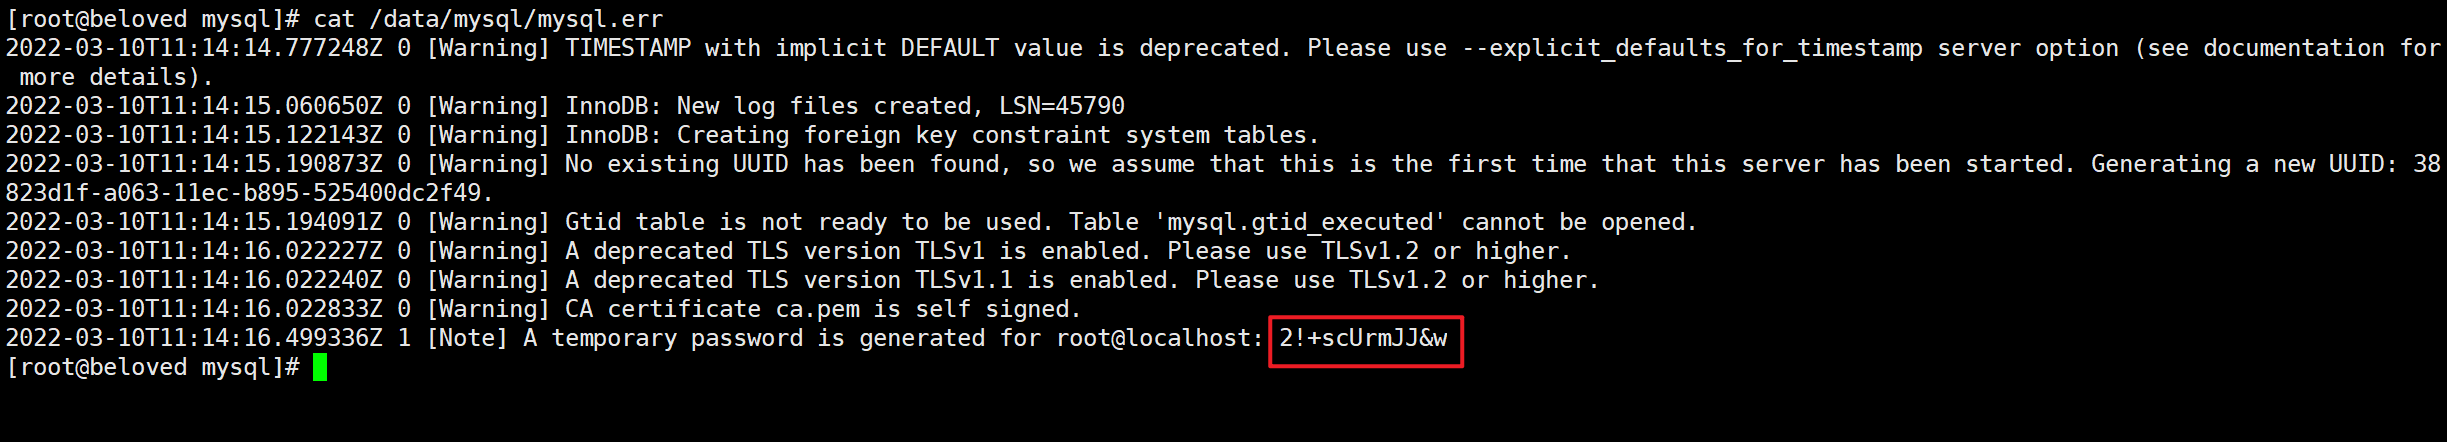 [root@beloved mysql]# cat /data/mysql/mysql.err
2022-03-10T11:14:14.777248Z 0 [Warning] TIMESTAMP with implicit DEFAULT value is deprecated. Please use --explicit_defaults_for_timestamp server option (see documentation for
 more details).
2022-03-10T11:14:15.060650Z 0 [Warning] InnoDB: New log files created, LSN=45790
2022-03-10T11:14:15.122143Z 0 [Warning] InnoDB: Creating foreign key constraint system tables.
2022-03-10T11:14:15.190873Z 0 [Warning] No existing UUID has been found, so we assume that this is the first time that this server has been started. Generating a new UUID: 38
823d1f-a063-11ec-b895-525400dc2f49.
2022-03-10T11:14:15.194091Z 0 [Warning] Gtid table is not ready to be used. Table 'mysql.gtid_executed' cannot be opened.
2022-03-10T11:14:16.022227Z 0 [Warning] A deprecated TLS version TLSv1 is enabled. Please use TLSv1.2 or higher.
2022-03-10T11:14:16.022240Z 0 [Warning] A deprecated TLS version TLSv1.1 is enabled. Please use TLSv1.2 or higher.
2022-03-10T11:14:16.022833Z 0 [Warning] CA certificate ca.pem is self signed.
2022-03-10T11:14:16.499336Z 1 [Note] A temporary password is generated for root@localhost: 2!+scUrmJJ&w
[root@beloved mysql]#